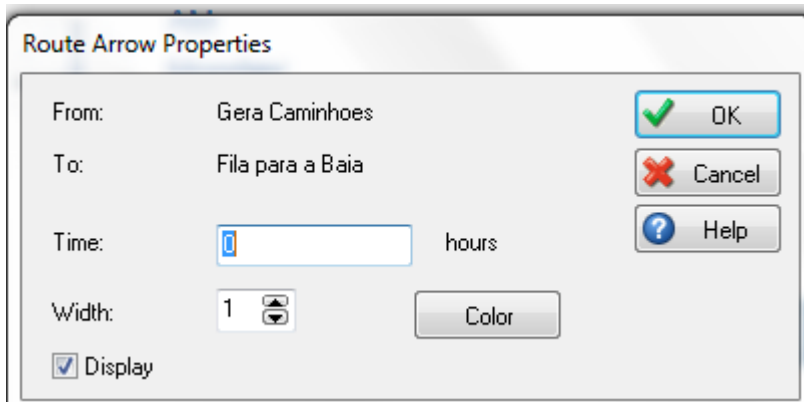 Route Arrow Properties
From: Gera Caminhoes OK
To: Fila para a Baia Cancel
Help
Time: 0 hours
Width: 1 Color
Display